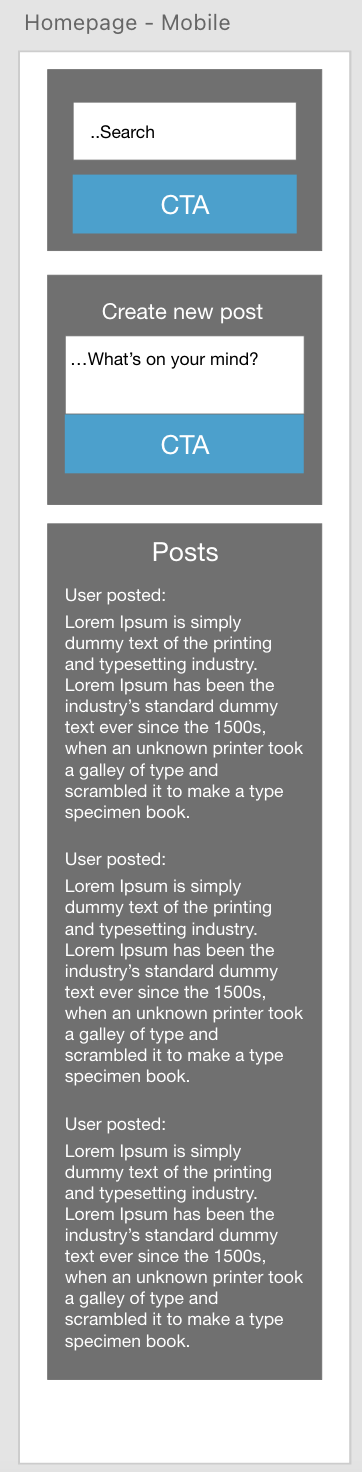 Homepage - Mobile
..Search
CTA
Create new post
...What's on your mind?
CTA
Posts
User posted:
Lorem Ipsum is simply
dummy text of the printing
and typesetting industry.
Lorem Ipsum has been the
industry's standard dummy
text ever since the 1500s,
when an unknown printer took
a galley of type and
scrambled it to make a type
specimen book.
User posted:
Lorem Ipsum is simply
dummy text of the printing
and typesetting industry.
Lorem Ipsum has been the
industry's standard dummy
text ever since the 1500s,
when an unknown printer took
a galley of type and
scrambled it to make a type
specimen book.
User posted:
Lorem Ipsum is simply
dummy text of the printing
and typesetting industry.
Lorem Ipsum has been the
industry's standard dummy
text ever since the 1500s,
when an unknown printer took
a galley of type and
scrambled it to make a type
specimen book.